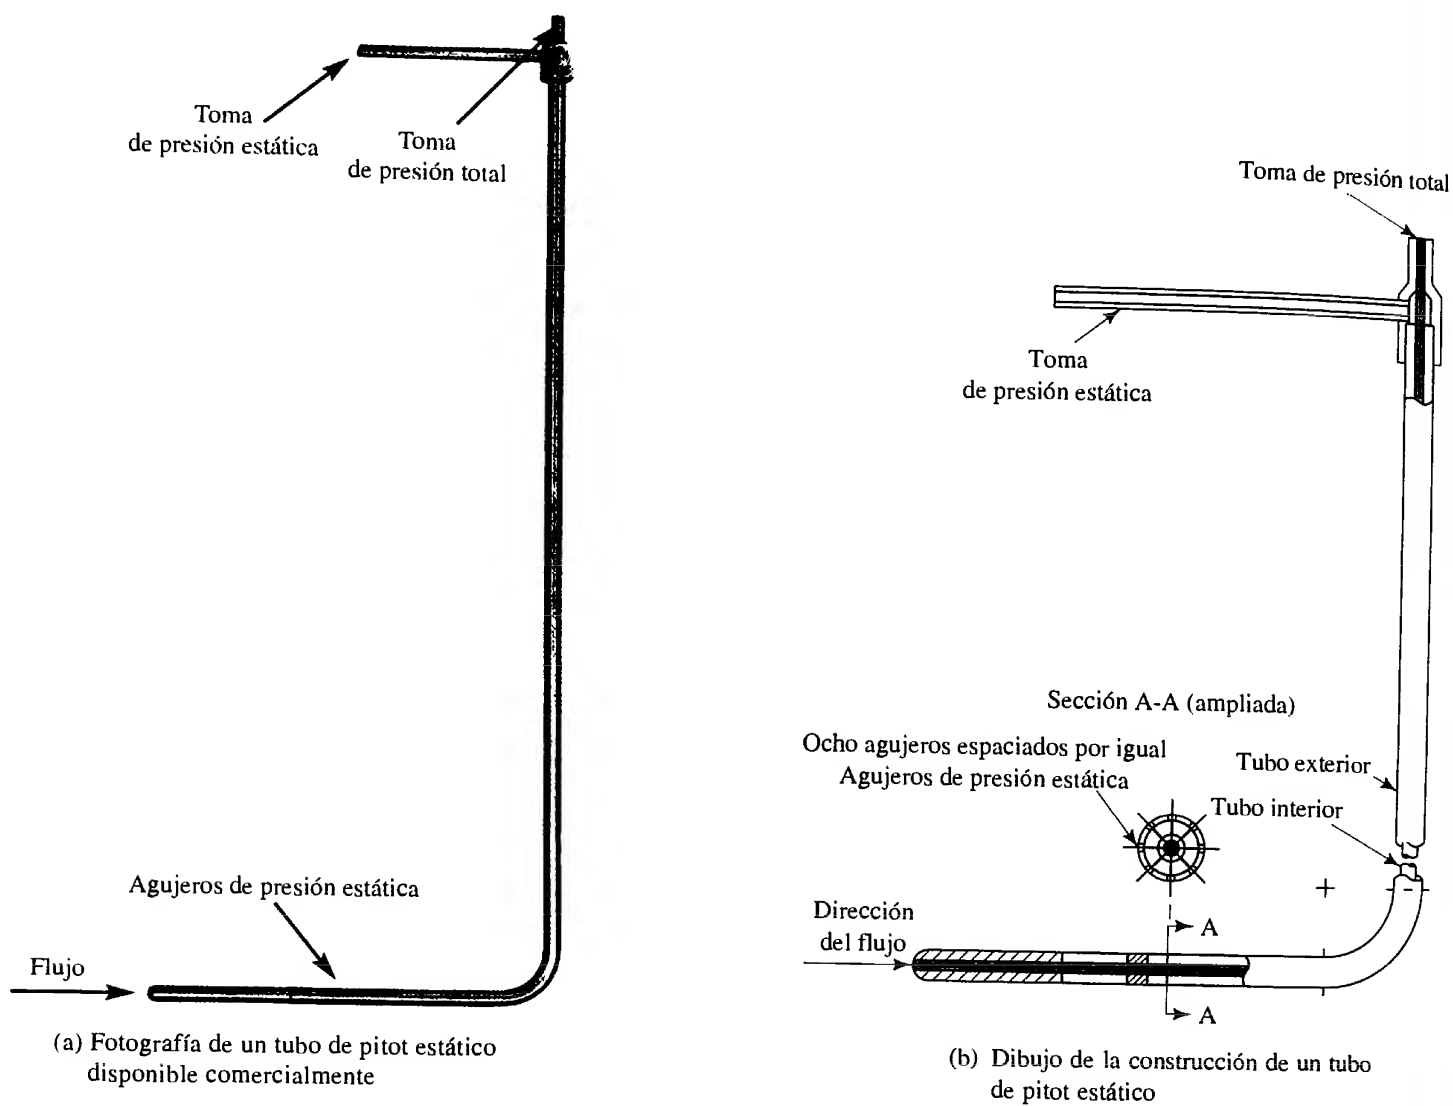 Toma
de presión estática
Toma
de presión total
Agujeros de presión estática
Flujo
(a) Fotografía de un tubo de pitot estático
disponible comercialmente
Toma de presión total
Toma
de presión estática
Sección A-A (ampliada)
Ocho agujeros espaciados por igual
Agujeros de presión estática
Tubo exterior
Tubo interior
Dirección
del flujo
A
A
(b) Dibujo de la construcción de un tubo
de pitot estático